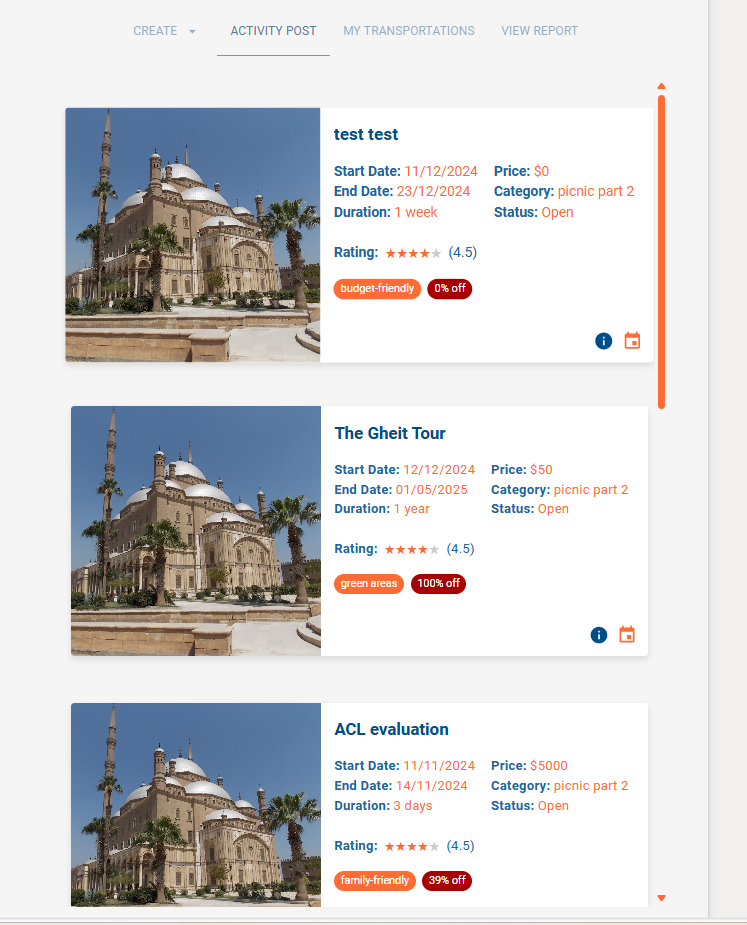 CREATE ACTIVITY POST MY TRANSPORTATIONS VIEW REPORT
test test
Start Date: 11/12/2024 Price: $0
End Date: 23/12/2024 Category: picnic part 2
Duration: 1 week Status: Open
Rating: ★★★★★ (4.5)
budget-friendly 0% off
The Gheit Tour
Start Date: 12/12/2024 Price: $50
End Date: 01/05/2025 Category: picnic part 2
Duration: 1 year Status: Open
Rating: ★★★★★ (4.5)
green areas 100% off
ACL evaluation
Start Date: 11/11/2024 Price: $5000
End Date: 14/11/2024 Category: picnic part 2
Duration: 3 days Status: Open
Rating: ★★★★★ (4.5)
family-friendly 39% off